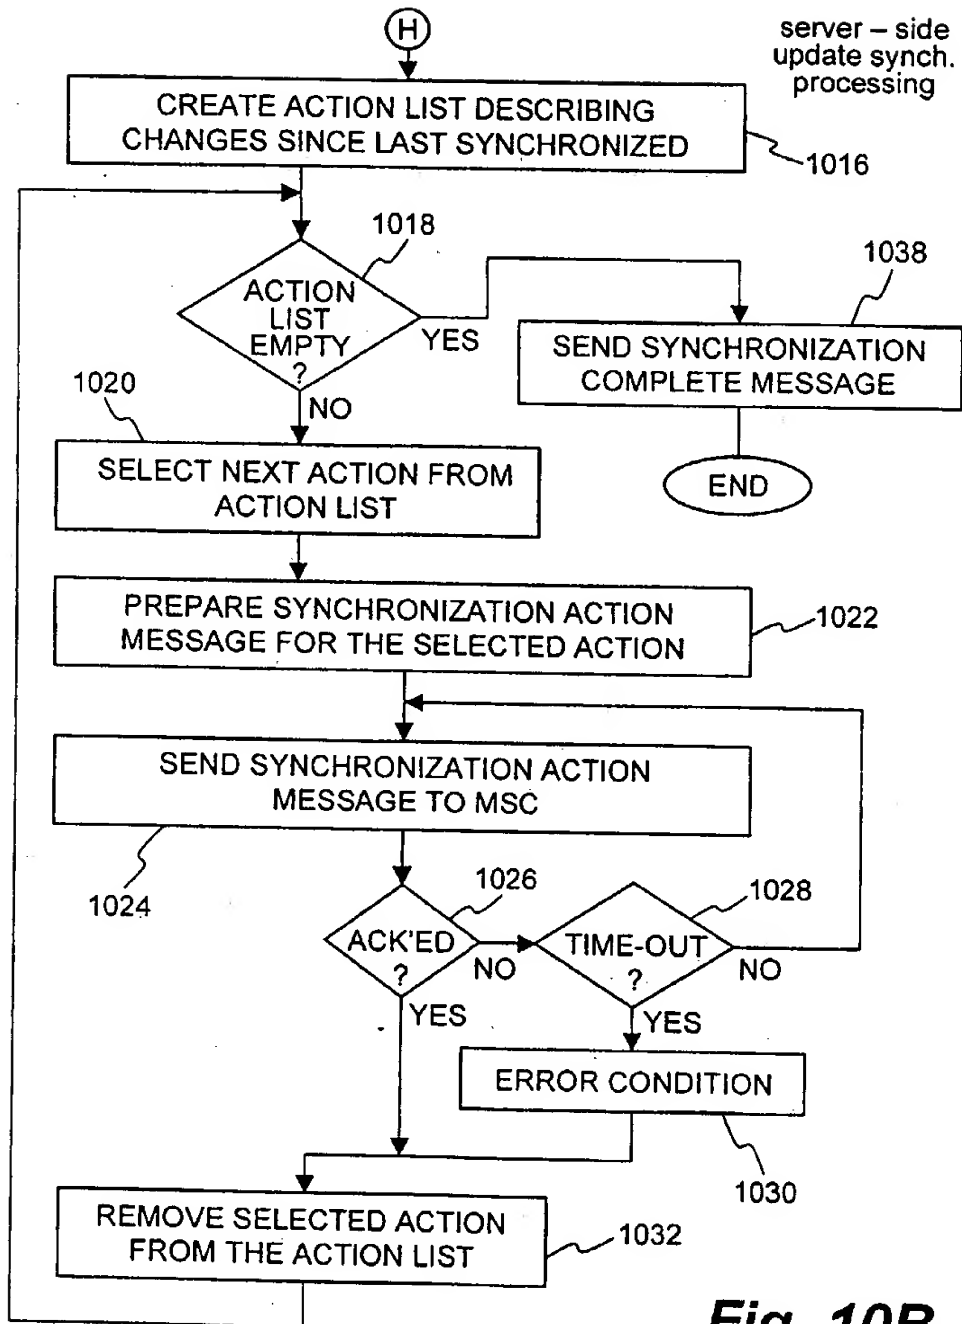 H
server – side
update synch.
processing
CREATE ACTION LIST DESCRIBING
CHANGES SINCE LAST SYNCHRONIZED
1016
1018
ACTION
LIST
EMPTY
?
YES
NO
1038
SEND SYNCHRONIZATION
COMPLETE MESSAGE
END
1020
SELECT NEXT ACTION FROM
ACTION LIST
PREPARE SYNCHRONIZATION ACTION
MESSAGE FOR THE SELECTED ACTION
1022
SEND SYNCHRONIZATION ACTION
MESSAGE TO MSC
1024
1026
ACK'ED
?
NO
YES
1028
TIME-OUT
?
NO
YES
ERROR CONDITION
1030
REMOVE SELECTED ACTION
FROM THE ACTION LIST
1032
Fig. 10B